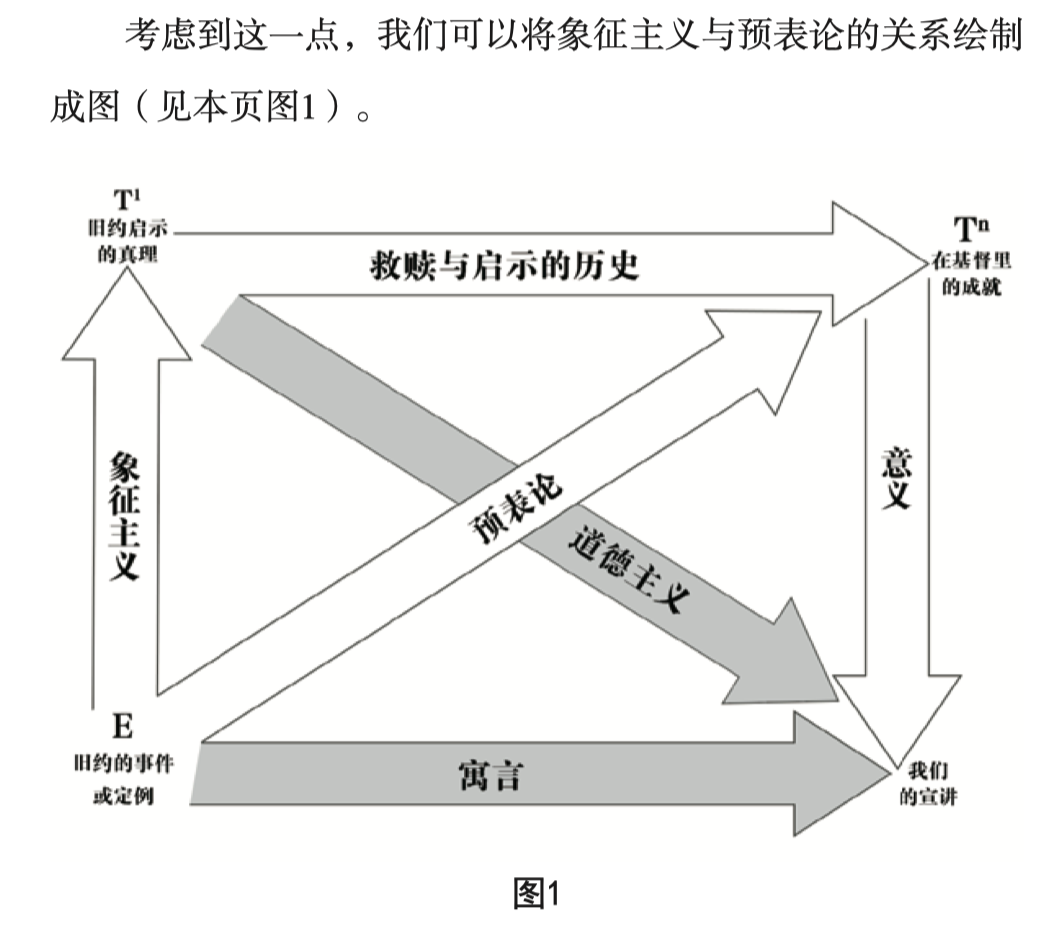 考虑到这一点，我们可以将象征主义与预表论的关系绘制
成图（见本页图1）。
T¹
旧约启示
的真理
救赎与启示的历史
Tⁿ
在基督里
的成就
象征主义
预表论
道德主义
意义
E
旧约的事件
或定例
寓言
我们
的宣讲
图1